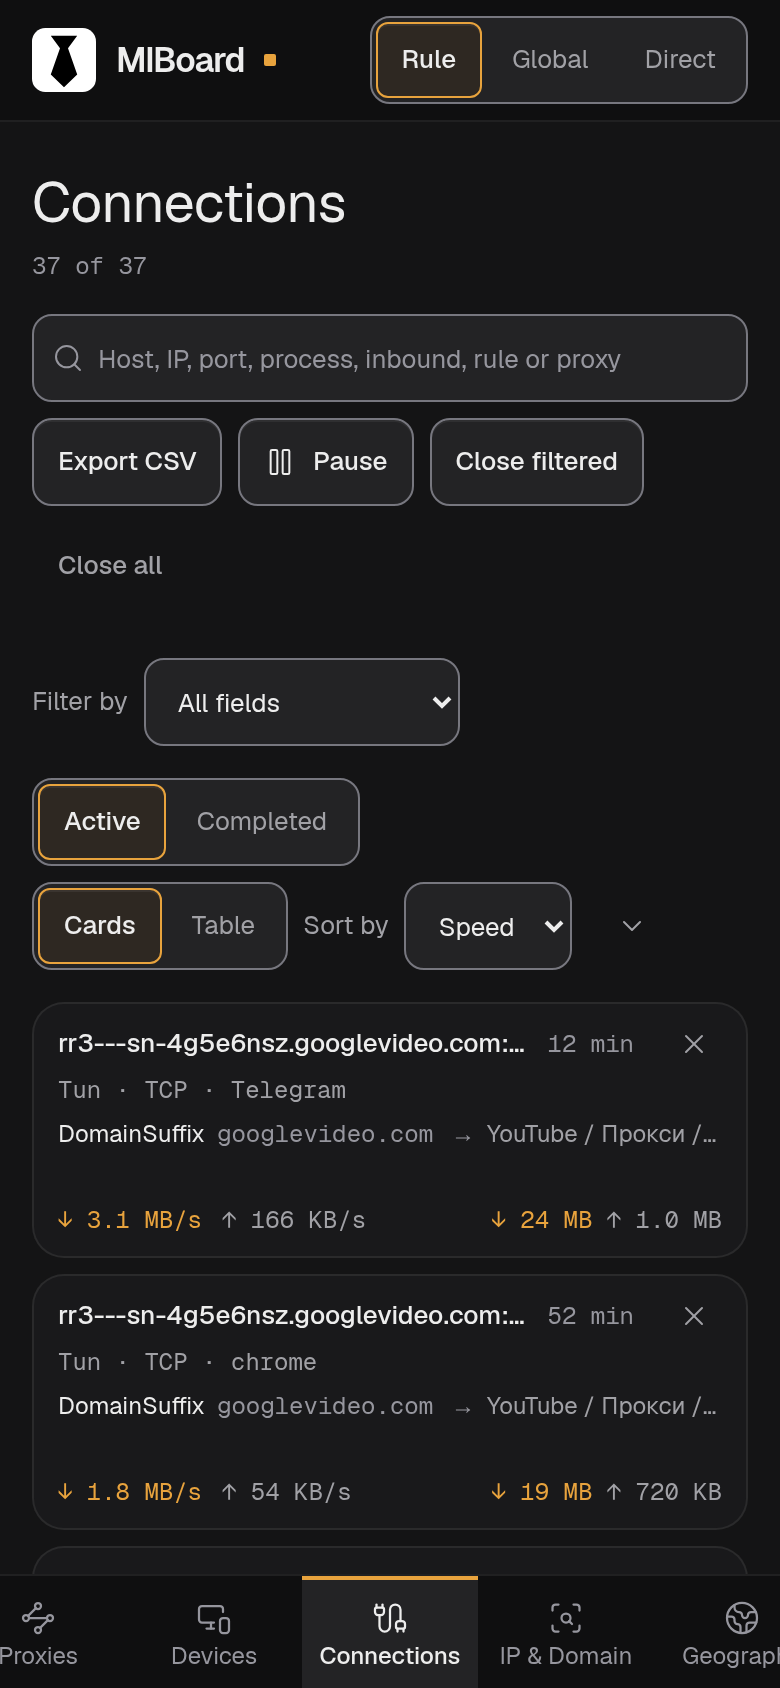 MIBoard
Rule Global Direct
Connections
37 of 37
Host, IP, port, process, inbound, rule or proxy
Export CSV Pause Close filtered
Close all
Filter by All fields
Active Completed
Cards Table Sort by Speed
rr3---sn-4g5e6nsz.googlevideo.com:… 12 min
Tun · TCP · Telegram
DomainSuffix googlevideo.com → YouTube / Прокси /…
↓ 3.1 MB/s ↑ 166 KB/s ↓ 24 MB ↑ 1.0 MB
rr3---sn-4g5e6nsz.googlevideo.com:… 52 min
Tun · TCP · chrome
DomainSuffix googlevideo.com → YouTube / Прокси /…
↓ 1.8 MB/s ↑ 54 KB/s ↓ 19 MB ↑ 720 KB
Proxies Devices Connections IP & Domain Geograph